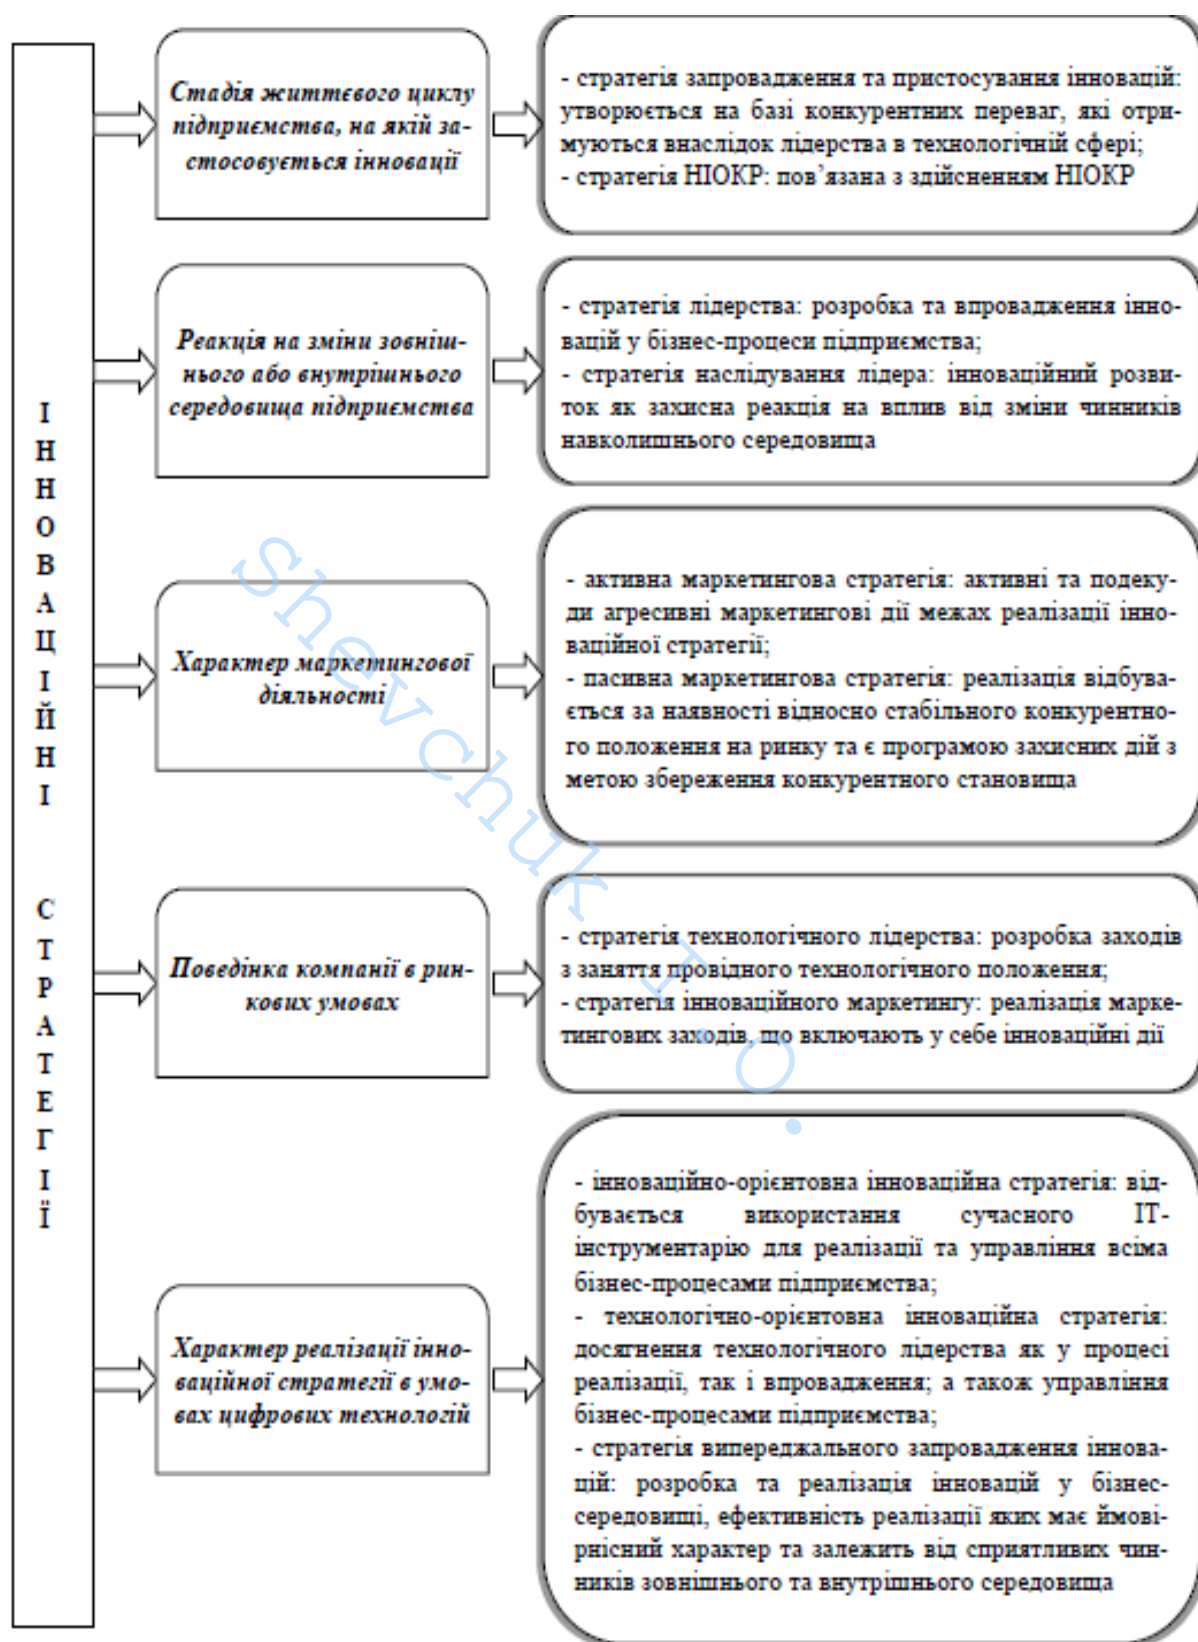 ІННОВАЦІЙНІ СТРАТЕГІЇ
Стадія життєвого циклу
підприємства, на якій за-
стосовується інновації
- стратегія запровадження та пристосування інновацій:
утворюється на базі конкурентних переваг, які отри-
муються внаслідок лідерства в технологічній сфері;
- стратегія НІОКР: пов’язана з здійсненням НІОКР
Реакція на зміни зовніш-
нього або внутрішнього
середовища підприємства
- стратегія лідерства: розробка та впровадження інно-
вацій у бізнес-процеси підприємства;
- стратегія наслідування лідера: інноваційний розви-
ток як захисна реакція на вплив від зміни чинників
навколишнього середовища
Характер маркетингової
діяльності
- активна маркетингова стратегія: активні та подеку-
ди агресивні маркетингові дії межах реалізації інно-
ваційної стратегії;
- пасивна маркетингова стратегія: реалізація відбува-
ється за наявності відносно стабільного конкурентно-
го положення на ринку та є програмою захисних дій з
метою збереження конкурентного становища
Поведінка компанії в рин-
кових умовах
- стратегія технологічного лідерства: розробка заходів
з заняття провідного технологічного положення;
- стратегія інноваційного маркетингу: реалізація марке-
тингових заходів, що включають у себе інноваційні дії
Характер реалізації інно-
ваційної стратегії в умо-
вах цифрових технологій
- інноваційно-орієнтовна інноваційна стратегія: від-
бувається використання сучасного ІТ-
інструментарію для реалізації та управління всіма
бізнес-процесами підприємства;
- технологічно-орієнтовна інноваційна стратегія:
досягнення технологічного лідерства як у процесі
реалізації, так і впровадження; а також управління
бізнес-процесами підприємства;
- стратегія випереджального запровадження іннова-
цій: розробка та реалізація інновацій у бізнес-
середовищі, ефективність реалізації яких має ймові-
рнісний характер та залежить від сприятливих чин-
ників зовнішнього та внутрішнього середовища
Shevchuk I.O.